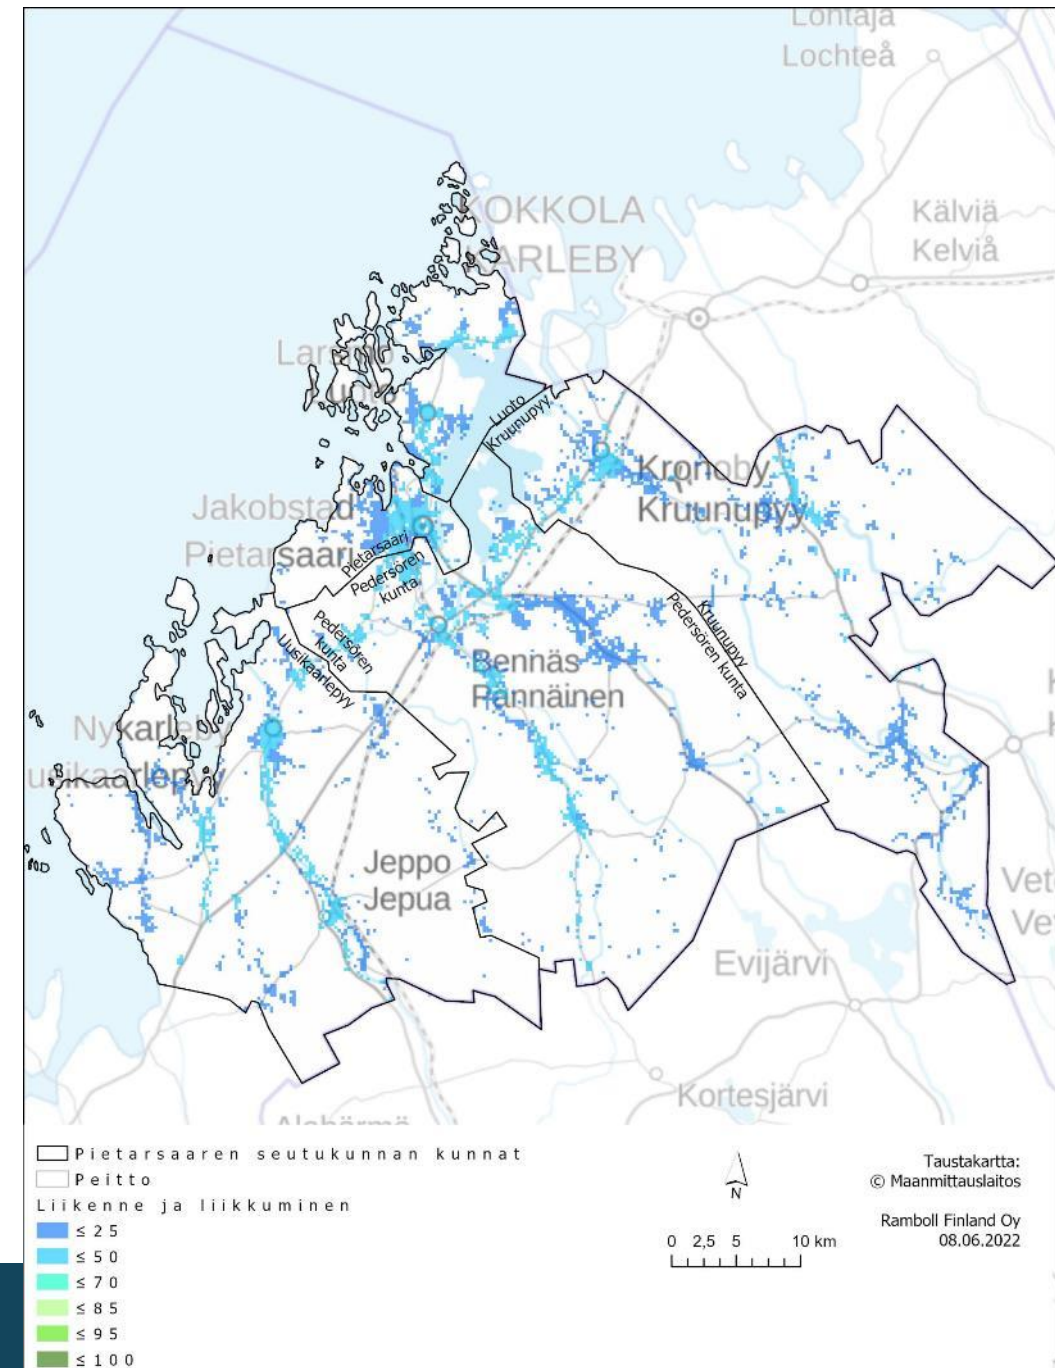 Lohtaja
Lochteå
KOKKOLA
KARLEBY
Kälviä
Kelviå
Larsmo
Luoto
Luoto
Kruunupyy
Kronoby
Kruunupyy
Jakobstad
Pietarsaari
Pietarsaari
Pedersören
kunta
Pedersören
kunta
Uusikaarlepyy
Kruunupyy
Pedersören kunta
Bennäs
Pännäinen
Nykarleby
Uusikaarlepyy
Jeppo
Jepua
Evijärvi
Kortesjärvi
Pietarsaaren seutukunnan kunnat
Peitto
Liikenne ja liikkuminen
≤ 25
≤ 50
≤ 70
≤ 85
≤ 95
≤ 100
N
0 2,5 5 10 km
Taustakartta:
© Maanmittauslaitos
Ramboll Finland Oy
08.06.2022